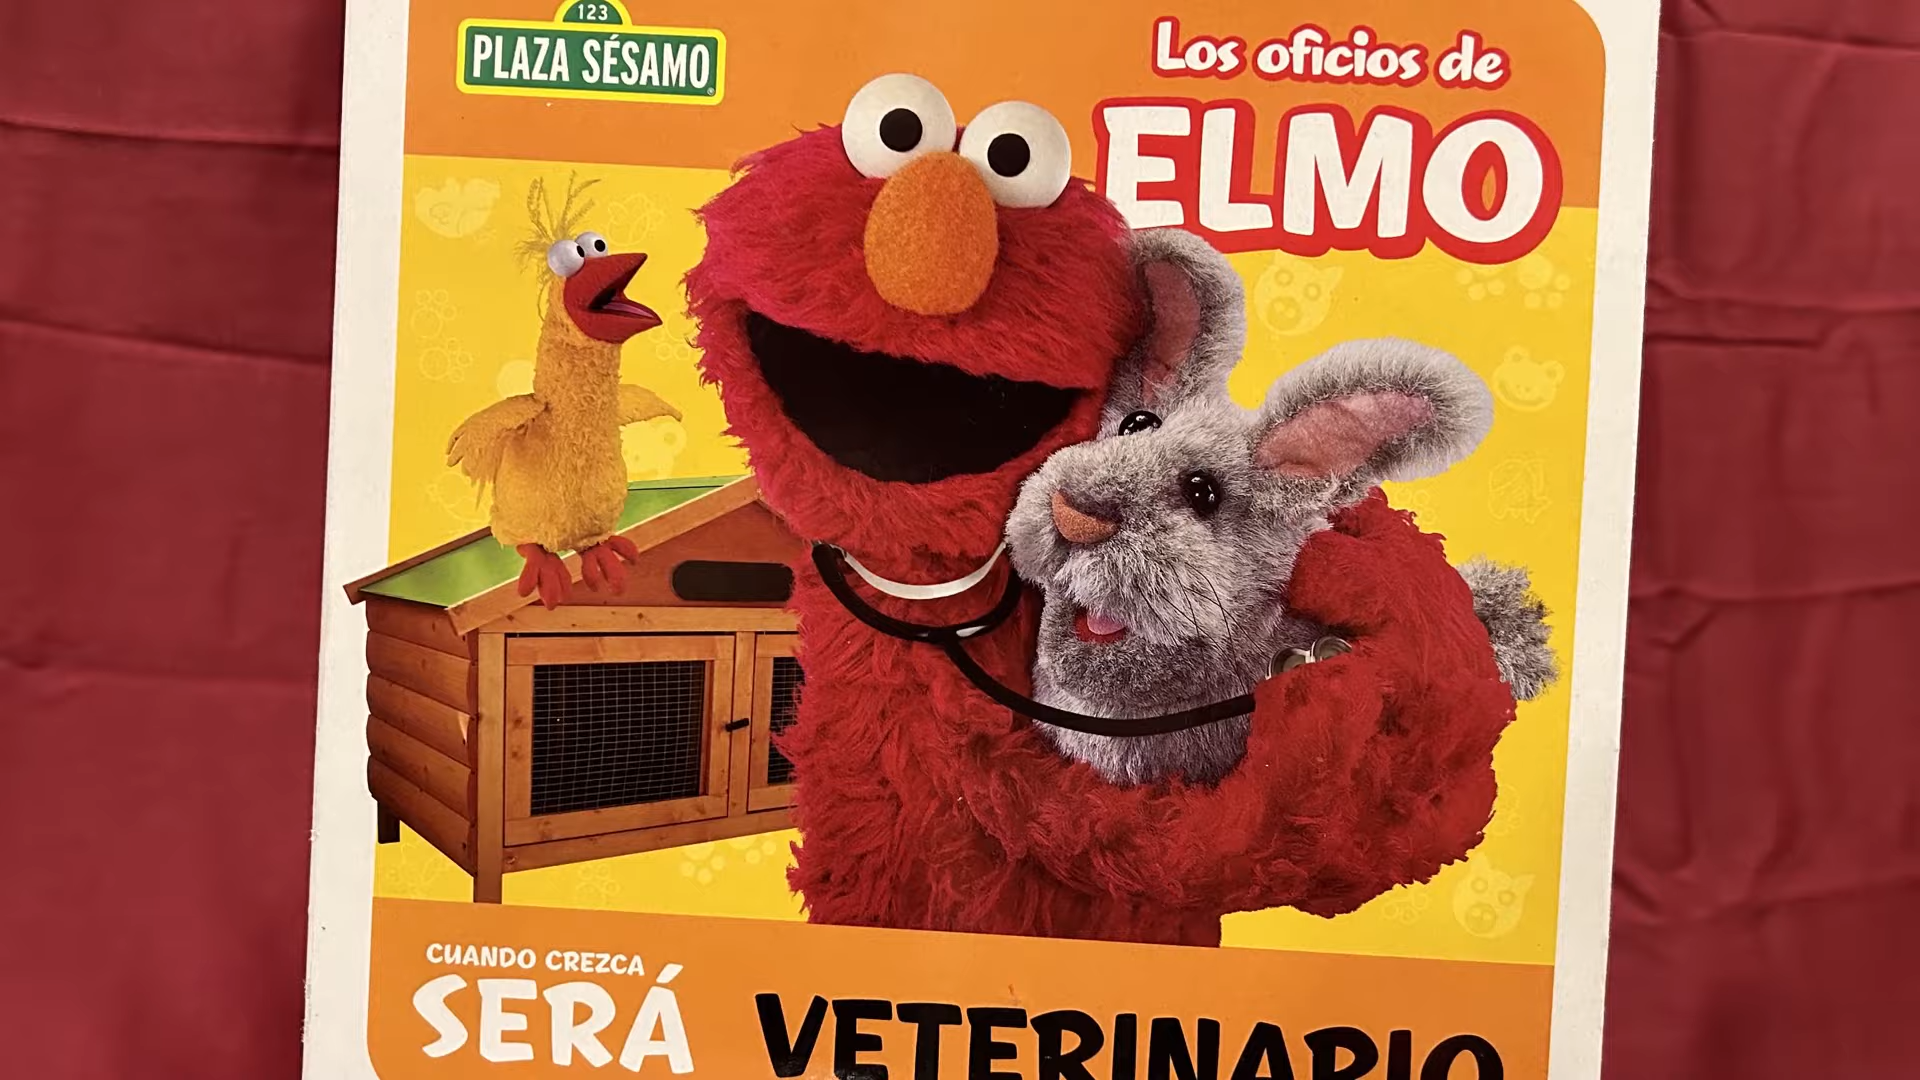 123
PLAZA SÉSAMO
Los oficios de
ELMO
CUANDO CREZCA
SERÁ VETERINARIO